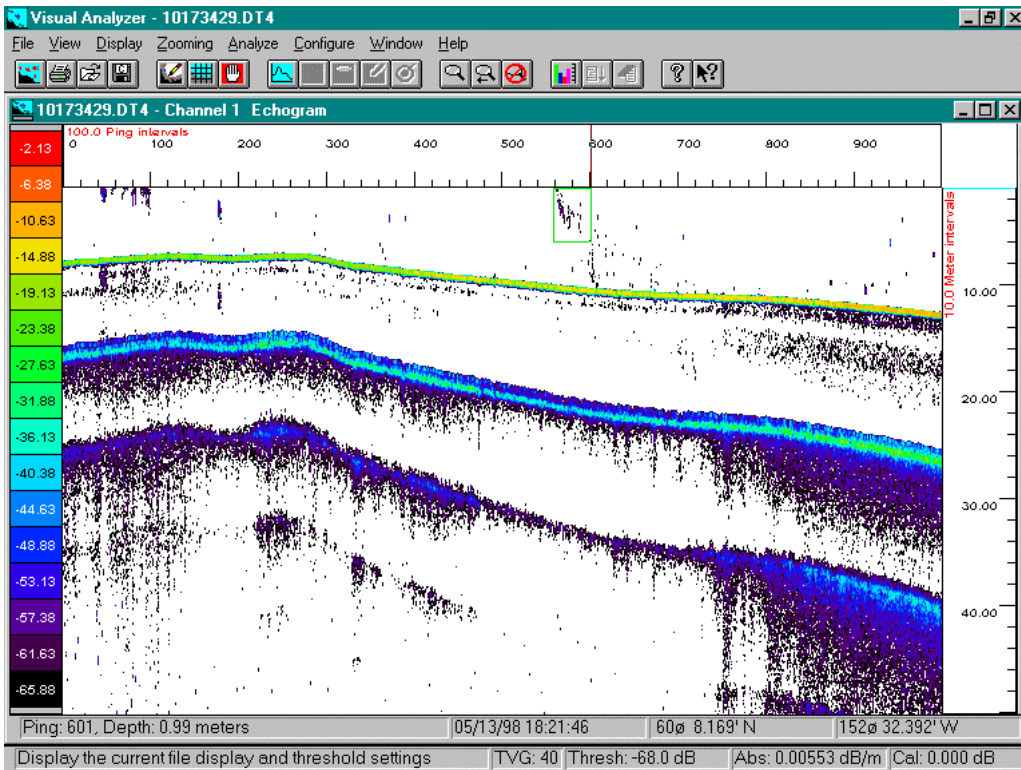 Visual Analyzer - 10173429.DT4
File View Display Zooming Analyze Configure Window Help
10173429.DT4 - Channel 1 Echogram
100.0 Ping intervals
0 100 200 300 400 500 600 700 800 900
-2.13
-6.38
-10.63
-14.88
-19.13
-23.38
-27.63
-31.88
-36.13
-40.38
-44.63
-48.88
-53.13
-57.38
-61.63
-65.88
10.0 Meter intervals
10.00
20.00
30.00
40.00
Ping: 601, Depth: 0.99 meters 05/13/98 18:21:46 60ø 8.169' N 152ø 32.392' W
Display the current file display and threshold settings TVG: 40 Thresh: -68.0 dB Abs: 0.00553 dB/m Cal: 0.000 dB